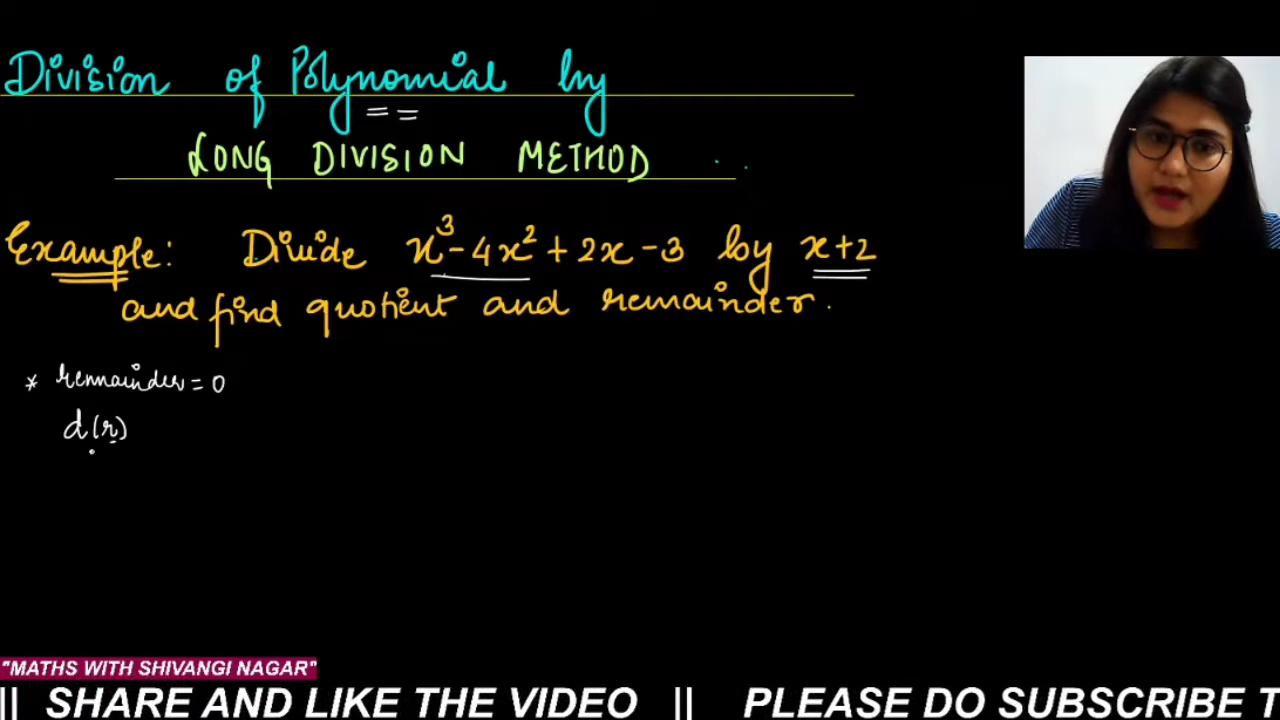 Division of Polynomial by
LONG DIVISION METHOD
Example: Divide x³-4x²+2x-3 by x+2
and find quotient and remainder.
* remainder = 0
d(r)
"MATHS WITH SHIVANGI NAGAR"
|| SHARE AND LIKE THE VIDEO || PLEASE DO SUBSCRIBE T